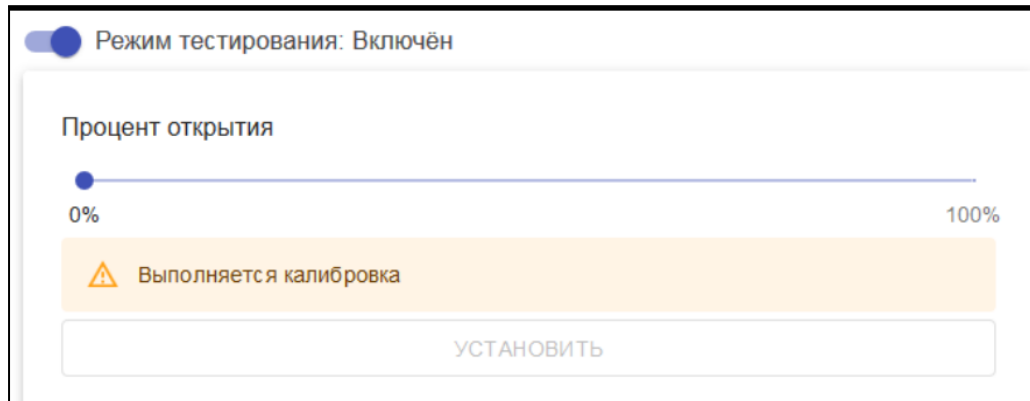 Режим тестирования: Включён
Процент открытия
0% 100%
Выполняется калибровка
УСТАНОВИТЬ